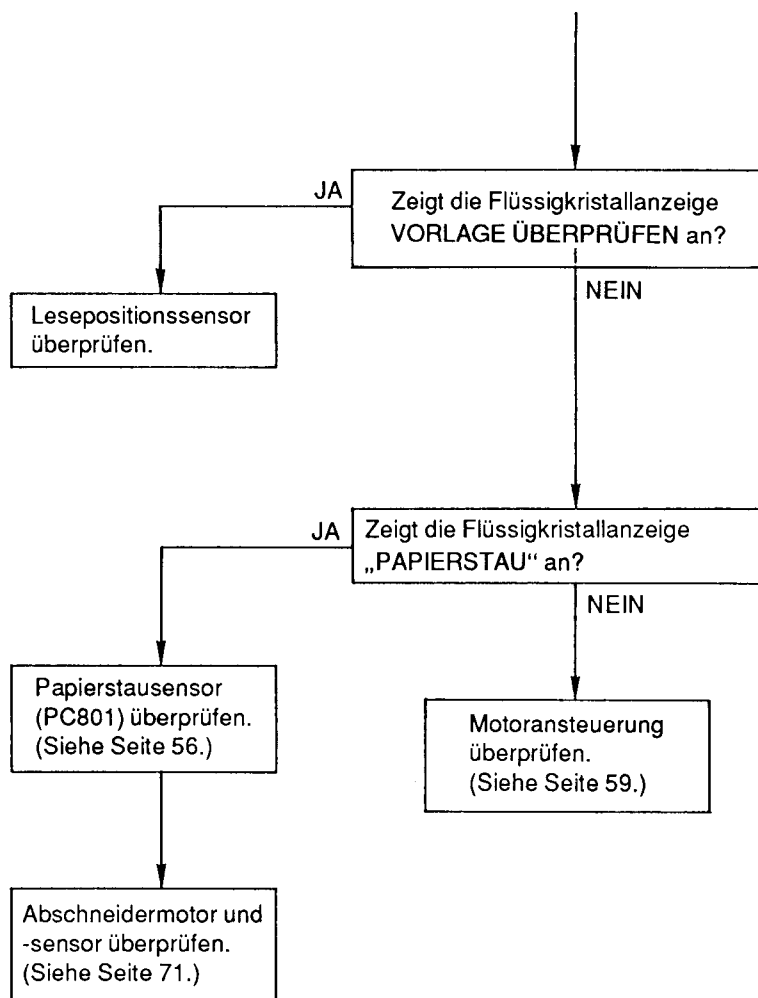 JA
Zeigt die Flüssigkristallanzeige
VORLAGE ÜBERPRÜFEN an?
NEIN
Lesepositionssensor
überprüfen.
JA
Zeigt die Flüssigkristallanzeige
„PAPIERSTAU“ an?
NEIN
Papierstausensor
(PC801) überprüfen.
(Siehe Seite 56.)
Motoransteuerung
überprüfen.
(Siehe Seite 59.)
Abschneidermotor und
-sensor überprüfen.
(Siehe Seite 71.)